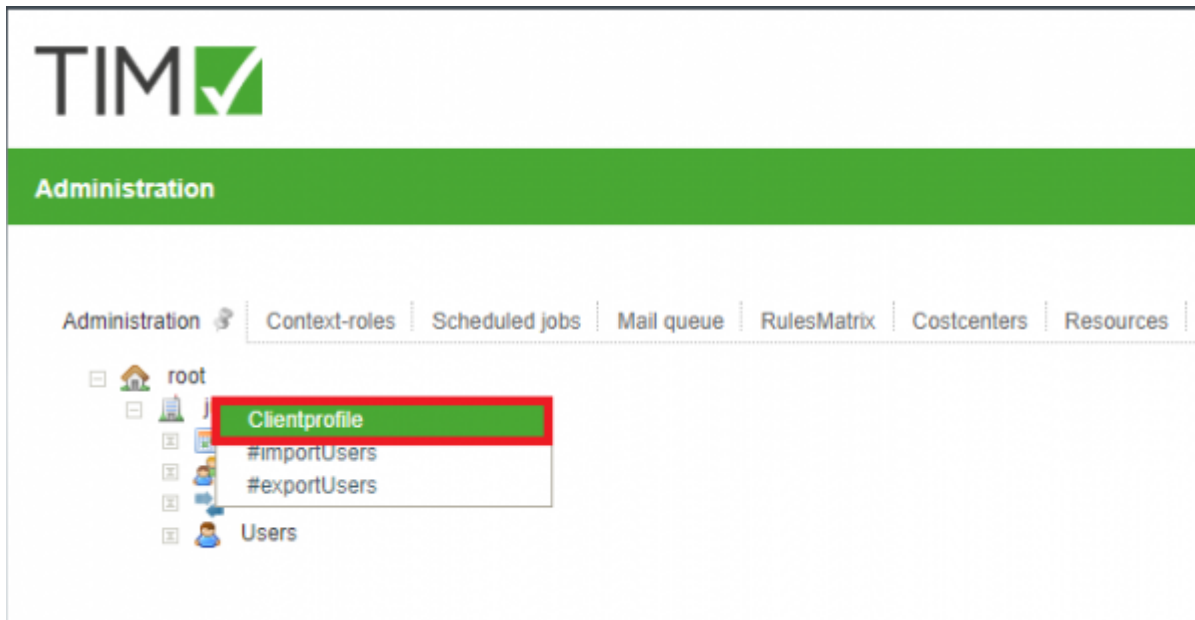 TIM
Administration
Administration Context-roles Scheduled jobs Mail queue RulesMatrix Costcenters Resources
root
Clientprofile
#importUsers
#exportUsers
Users